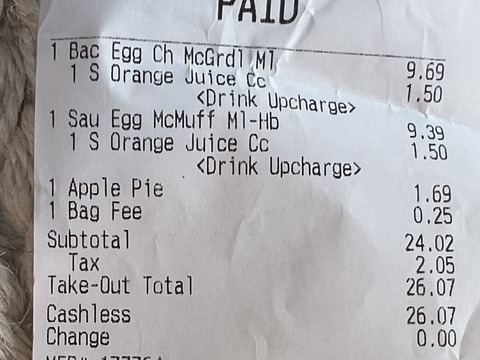 PAID
1 Bac Egg Ch McGrdl Ml 9.69
1 S Orange Juice Cc 1.50
<Drink Upcharge>
1 Sau Egg McMuff Ml-Hb 9.39
1 S Orange Juice Cc 1.50
<Drink Upcharge>
1 Apple Pie 1.69
1 Bag Fee 0.25
Subtotal 24.02
Tax 2.05
Take-Out Total 26.07
Cashless 26.07
Change 0.00